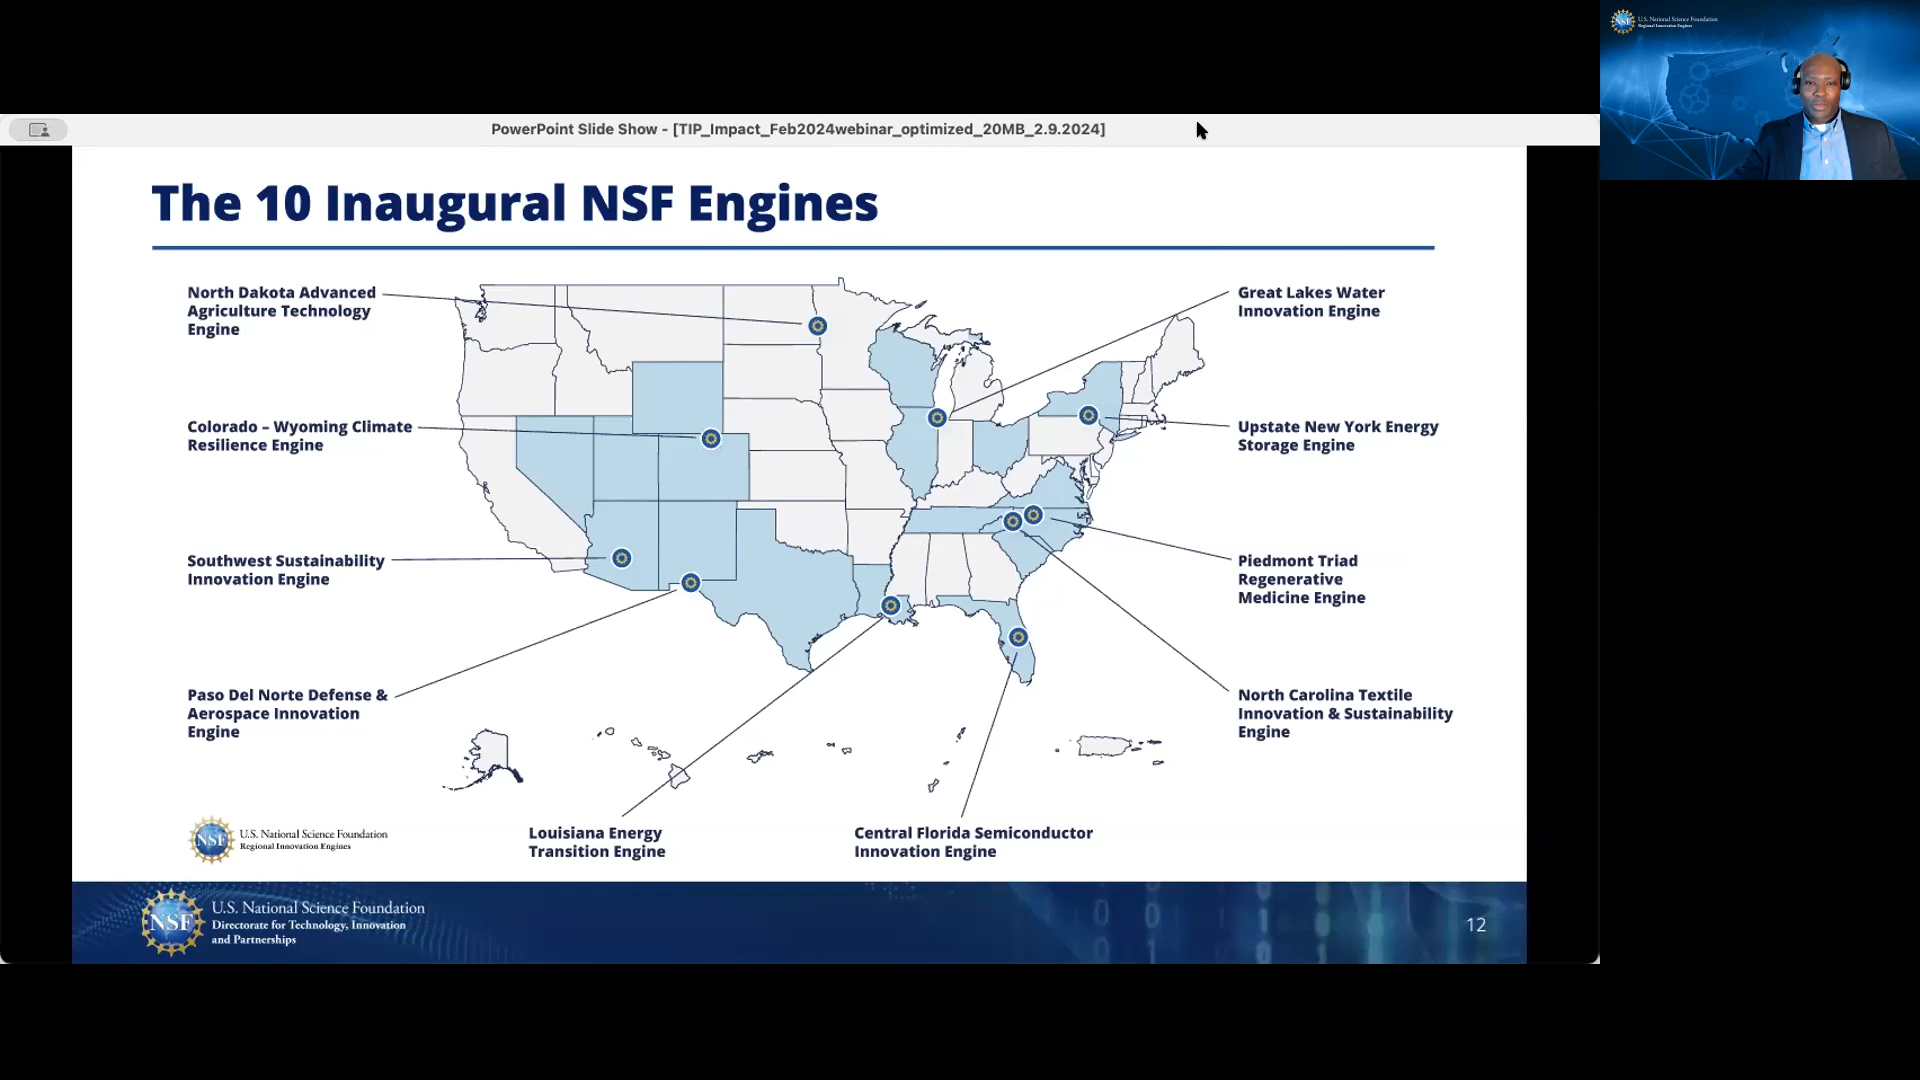 U.S. National Science Foundation
Regional Innovation Engines
PowerPoint Slide Show - [TIP_Impact_Feb2024webinar_optimized_20MB_2.9.2024]
The 10 Inaugural NSF Engines
North Dakota Advanced
Agriculture Technology
Engine
Colorado – Wyoming Climate
Resilience Engine
Southwest Sustainability
Innovation Engine
Paso Del Norte Defense &
Aerospace Innovation
Engine
Louisiana Energy
Transition Engine
Central Florida Semiconductor
Innovation Engine
Great Lakes Water
Innovation Engine
Upstate New York Energy
Storage Engine
Piedmont Triad
Regenerative
Medicine Engine
North Carolina Textile
Innovation & Sustainability
Engine
NSF
U.S. National Science Foundation
Regional Innovation Engines
NSF
U.S. National Science Foundation
Directorate for Technology, Innovation
and Partnerships
12